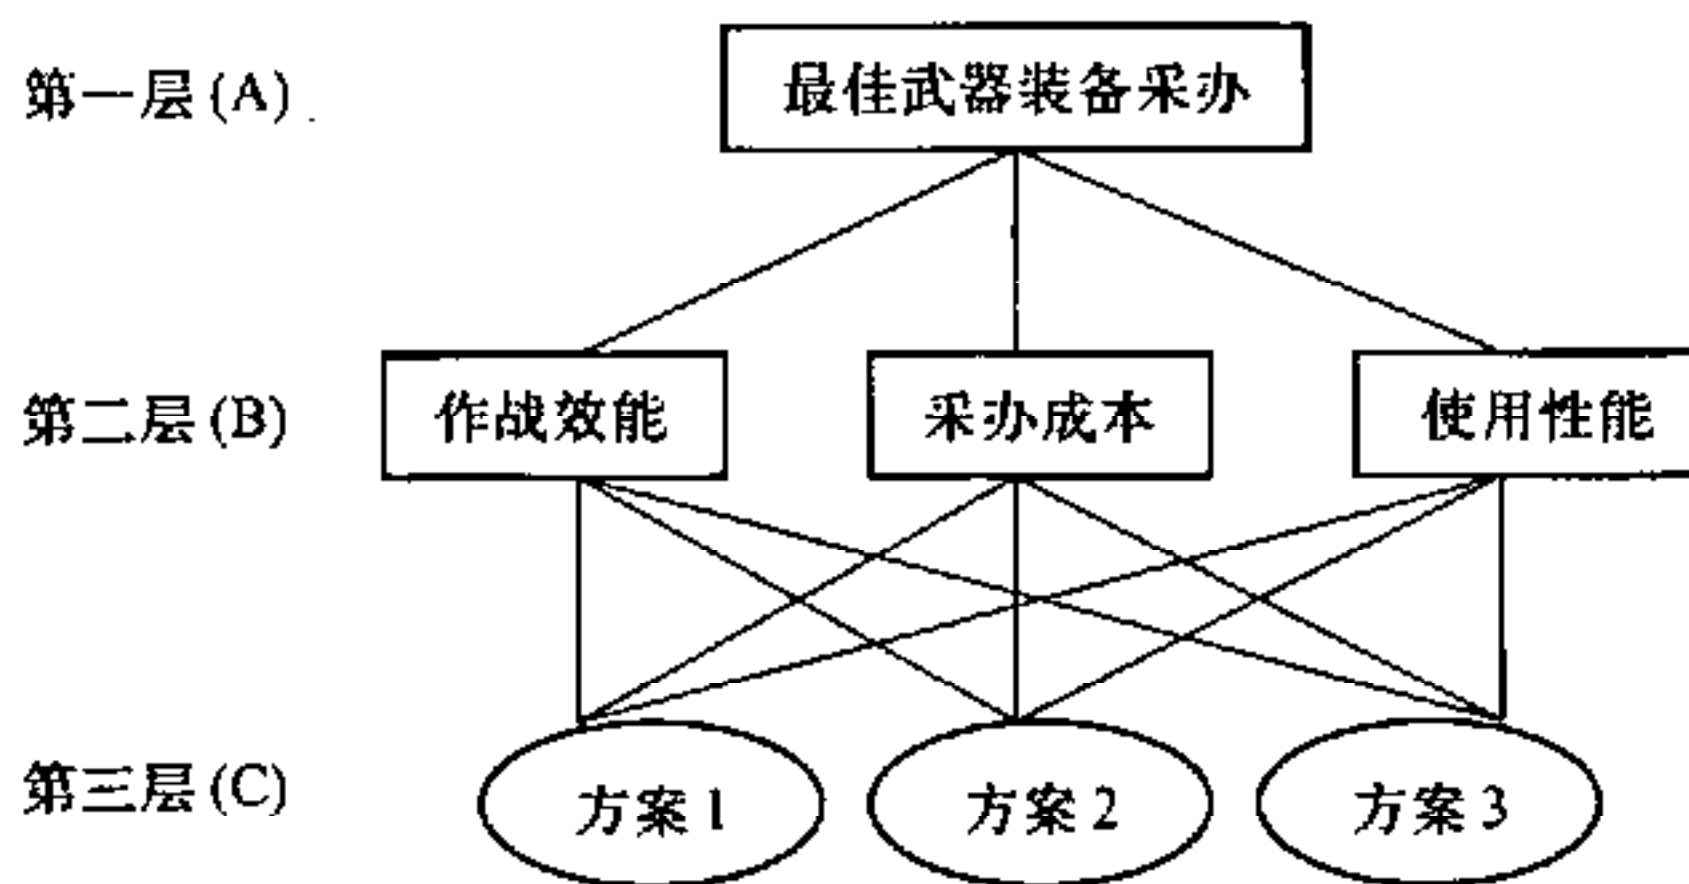 第一层(A)
最佳武器装备采办
第二层(B)
作战效能
采办成本
使用性能
第三层(C)
方案1
方案2
方案3